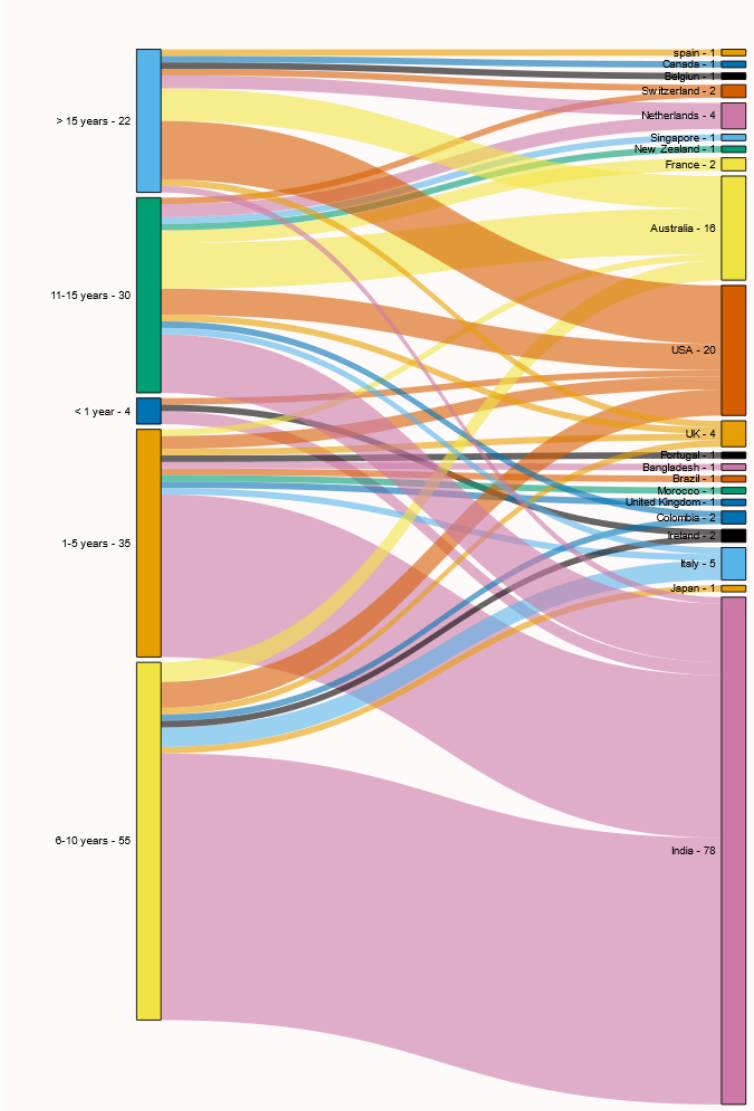 > 15 years - 22
11-15 years - 30
< 1 year - 4
1-5 years - 35
6-10 years - 55
spain - 1
Canada - 1
Belgiun - 1
Switzerland - 2
Netherlands - 4
Singapore - 1
New Zealand - 1
France - 2
Australia - 16
USA - 20
UK - 4
Portugal - 1
Bangladesh - 1
Brazil - 1
Morocco - 1
United Kingdom - 1
Colombia - 2
Ireland - 2
Italy - 5
Japan - 1
India - 78